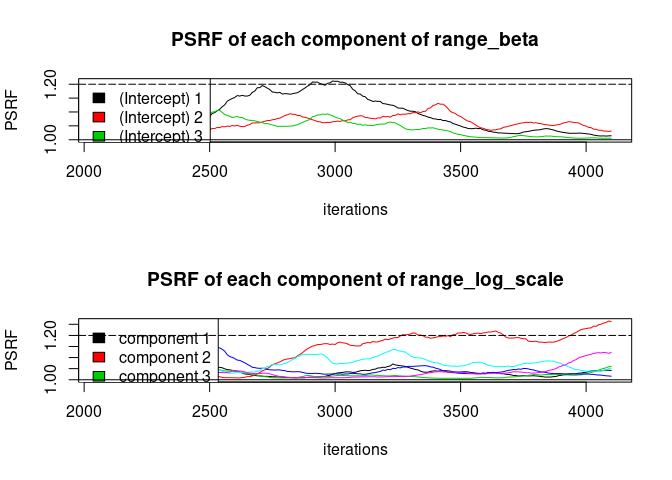 PSRF of each component of range_beta
PSRF
1.20
1.00
(Intercept) 1
(Intercept) 2
(Intercept) 3
2000 2500 3000 3500 4000
iterations
PSRF of each component of range_log_scale
PSRF
1.20
1.00
component 1
component 2
component 3
2000 2500 3000 3500 4000
iterations